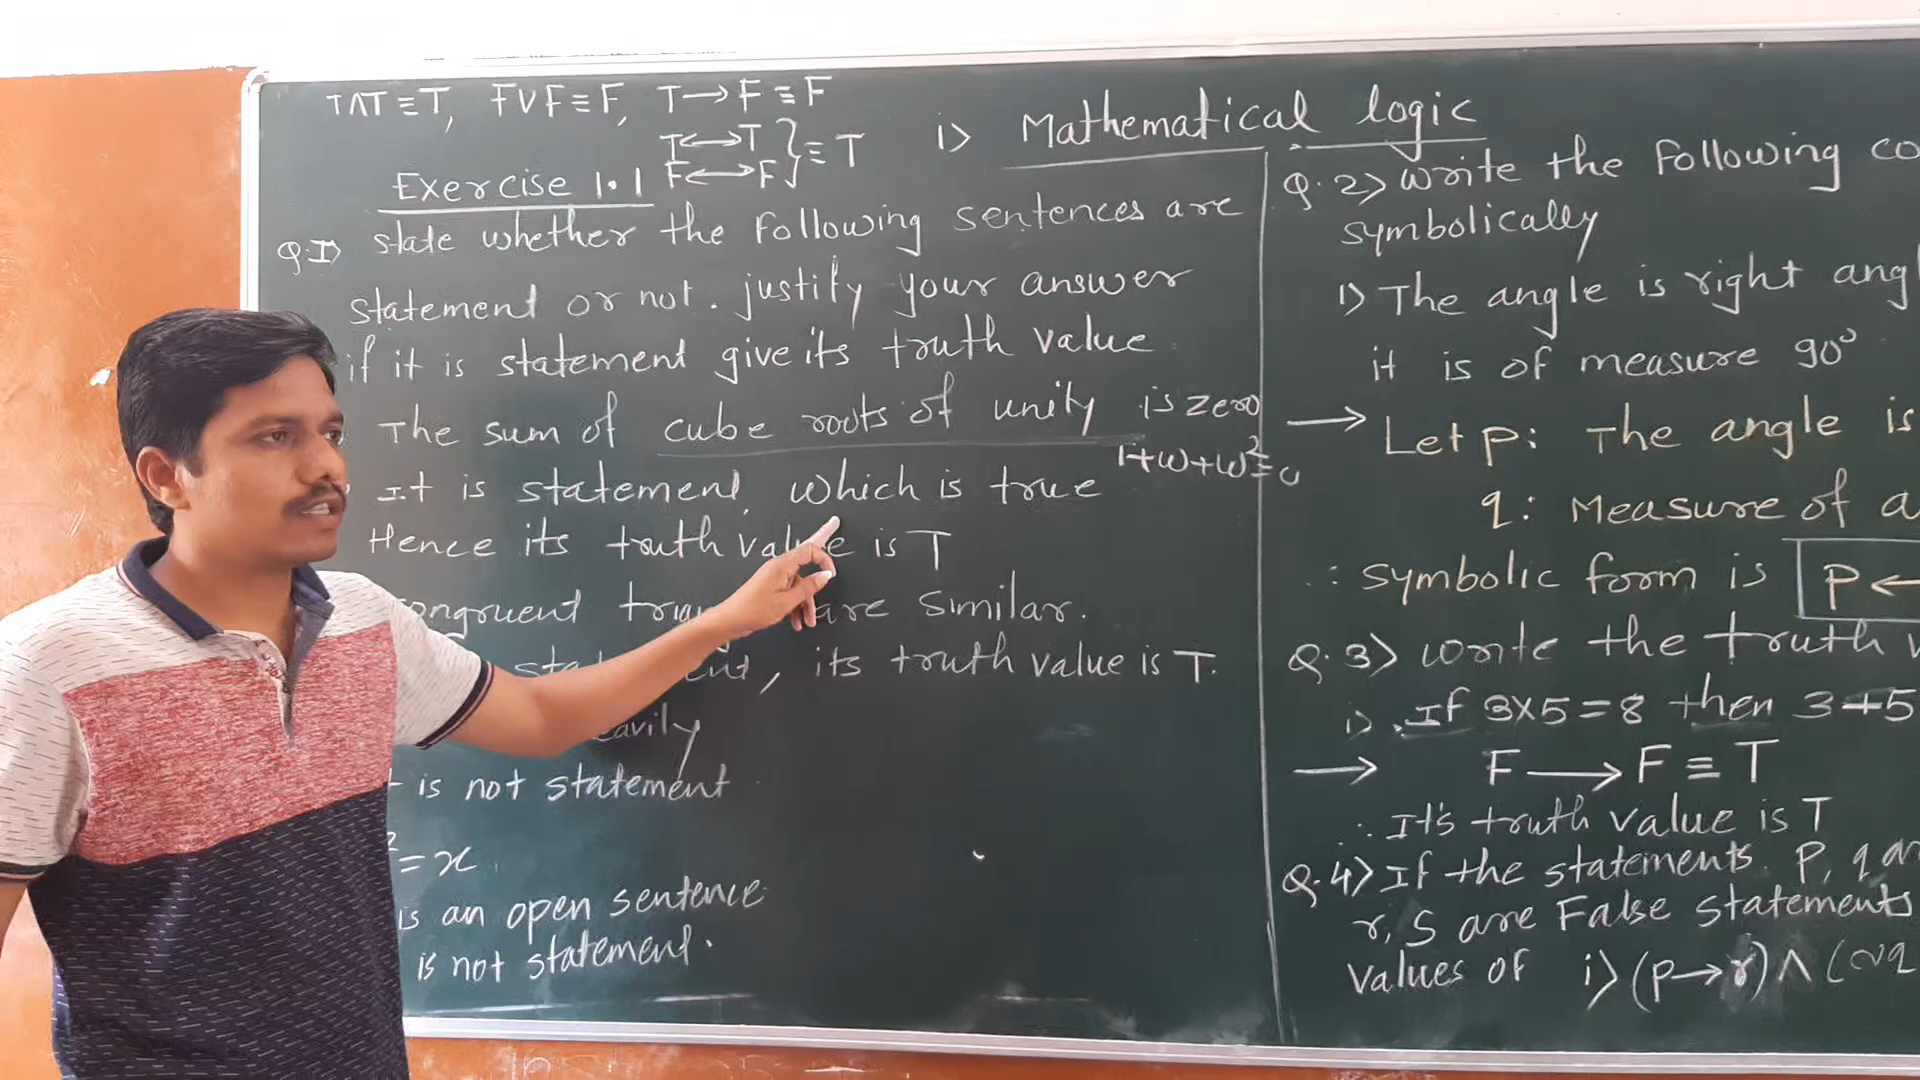 T∧T≡T, F∨F≡F, T→F≡F
T↔T
F↔F } ≡ T
i) Mathematical logic
Exercise 1.1
Q.I) state whether the following sentences are
statement or not. justify your answer
if it is statement give its truth value
The sum of cube roots of unity is zero
1+w+w²=0
It is statement, which is true
Hence its truth value is T
congruent are similar.
its truth value is T.
is not statement
²=x
is an open sentence
is not statement.
Q.2) Write the following
symbolically
1) The angle is right
it is of measure 90°
→ Let p: The angle is
q: Measure of
∴ symbolic form is p←
Q.3) Write the truth
i) If 3×5=8 then 3+5
→ F→F≡T
∴ It's truth value is T
Q.4) If the statements p, q
r, s are False statements
values of i) (p→r)∧(~q